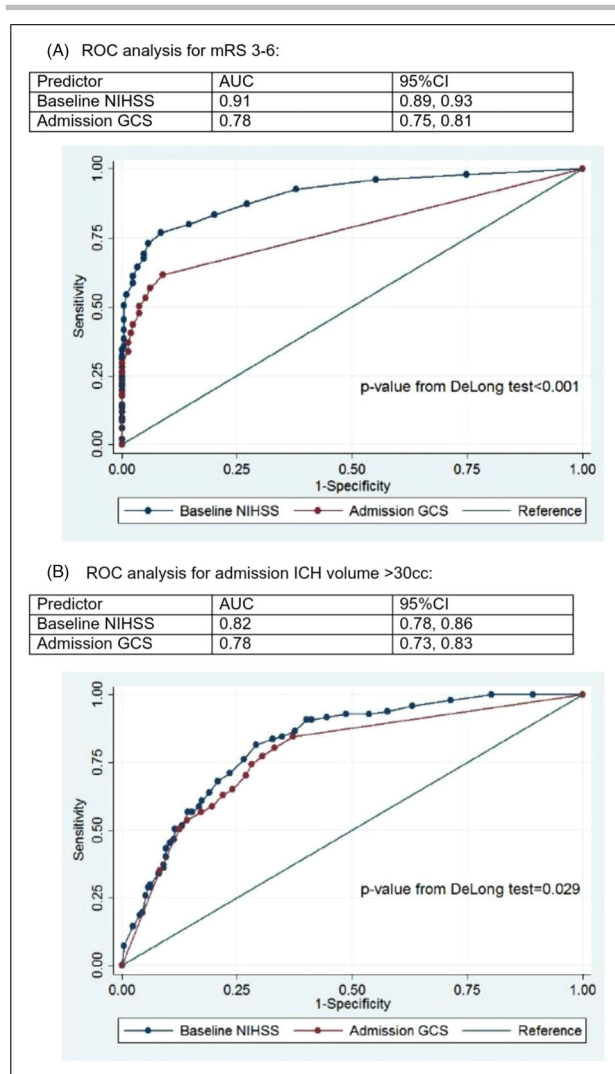 (A) ROC analysis for mRS 3-6:
Predictor AUC 95%CI
Baseline NIHSS 0.91 0.89, 0.93
Admission GCS 0.78 0.75, 0.81
1.00
0.75
0.50
0.25
0.00
Sensitivity
p-value from DeLong test<0.001
0.00 0.25 0.50 0.75 1.00
1-Specificity
Baseline NIHSS Admission GCS Reference
(B) ROC analysis for admission ICH volume >30cc:
Predictor AUC 95%CI
Baseline NIHSS 0.82 0.78, 0.86
Admission GCS 0.78 0.73, 0.83
1.00
0.75
0.50
0.25
0.00
Sensitivity
p-value from DeLong test=0.029
0.00 0.25 0.50 0.75 1.00
1-Specificity
Baseline NIHSS Admission GCS Reference